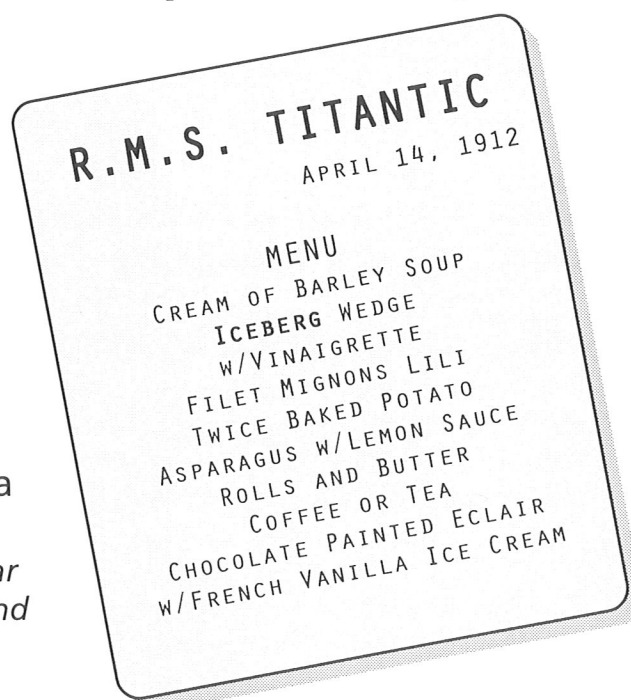 R.M.S. TITANTIC
APRIL 14, 1912
MENU
CREAM OF BARLEY SOUP
ICEBERG WEDGE
W/VINAIGRETTE
FILET MIGNONS LILI
TWICE BAKED POTATO
ASPARAGUS W/LEMON SAUCE
ROLLS AND BUTTER
COFFEE OR TEA
CHOCOLATE PAINTED ECLAIR
W/FRENCH VANILLA ICE CREAM
a